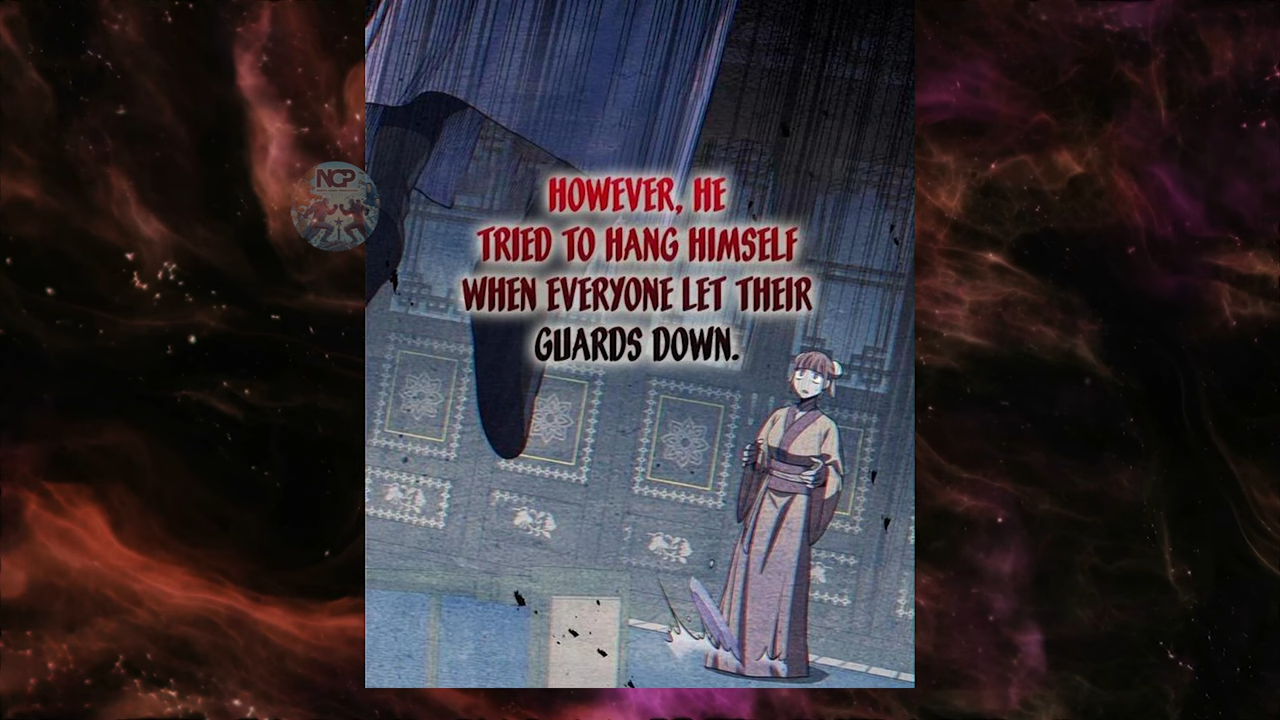 NCP
HOWEVER, HE
TRIED TO HANG HIMSELF
WHEN EVERYONE LET THEIR
GUARDS DOWN.